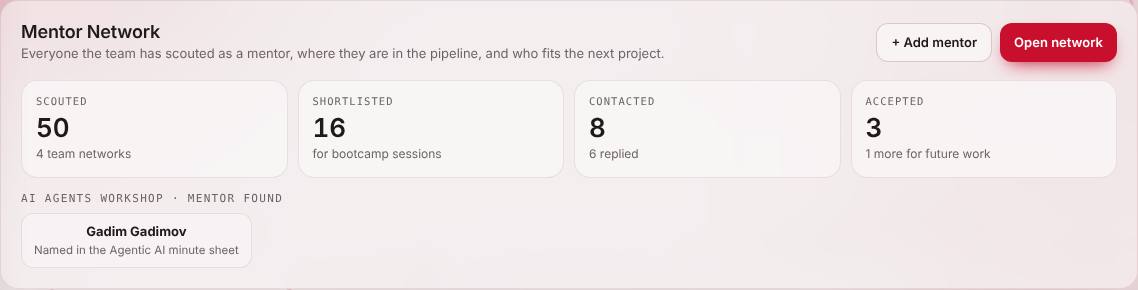 Mentor Network
Everyone the team has scouted as a mentor, where they are in the pipeline, and who fits the next project.
+ Add mentor
Open network
SCOUTED
50
4 team networks
SHORTLISTED
16
for bootcamp sessions
CONTACTED
8
6 replied
ACCEPTED
3
1 more for future work
AI AGENTS WORKSHOP · MENTOR FOUND
Gadim Gadimov
Named in the Agentic AI minute sheet